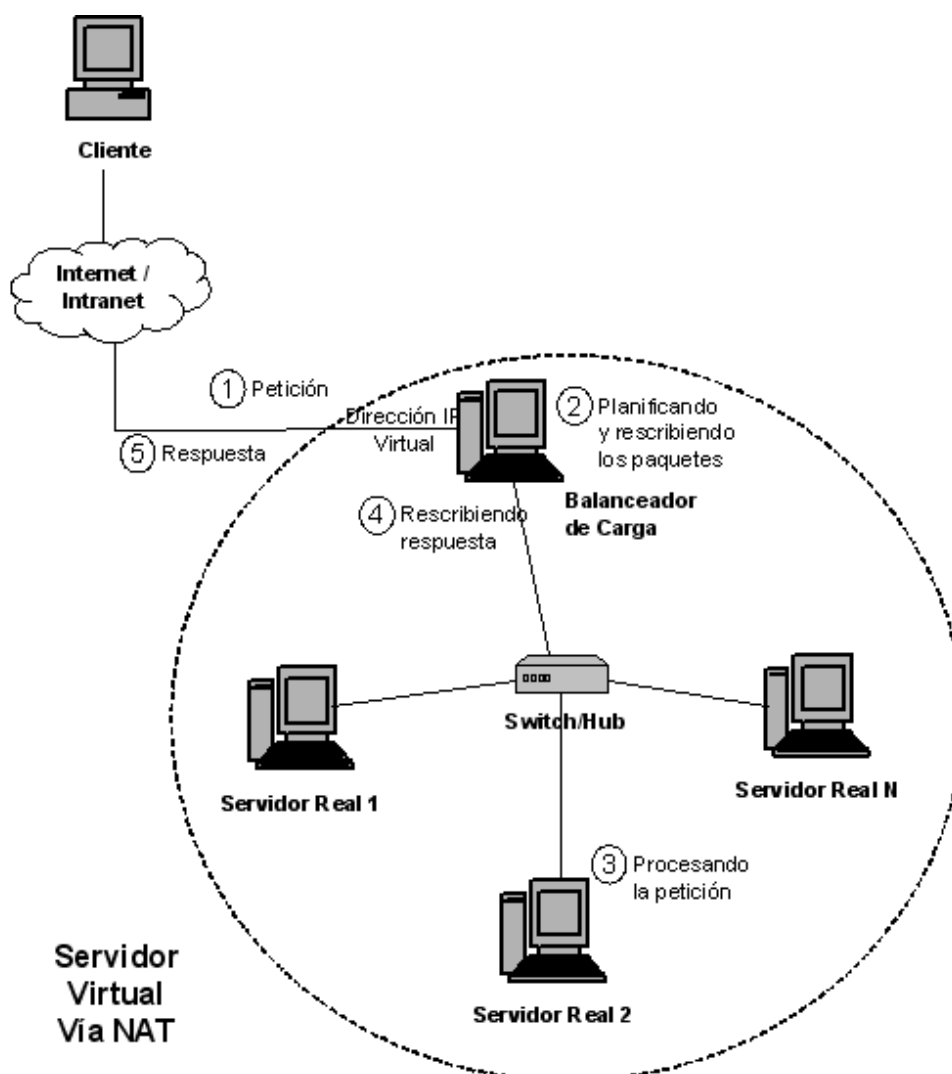 Cliente
Internet /
Intranet
1 Petición
Dirección IP
Virtual
5 Respuesta
2 Planificando
y rescribiendo
los paquetes
Balanceador
de Carga
4 Rescribiendo
respuesta
Switch/Hub
Servidor Real 1
Servidor Real N
3 Procesando
la petición
Servidor Real 2
Servidor
Virtual
Vía NAT